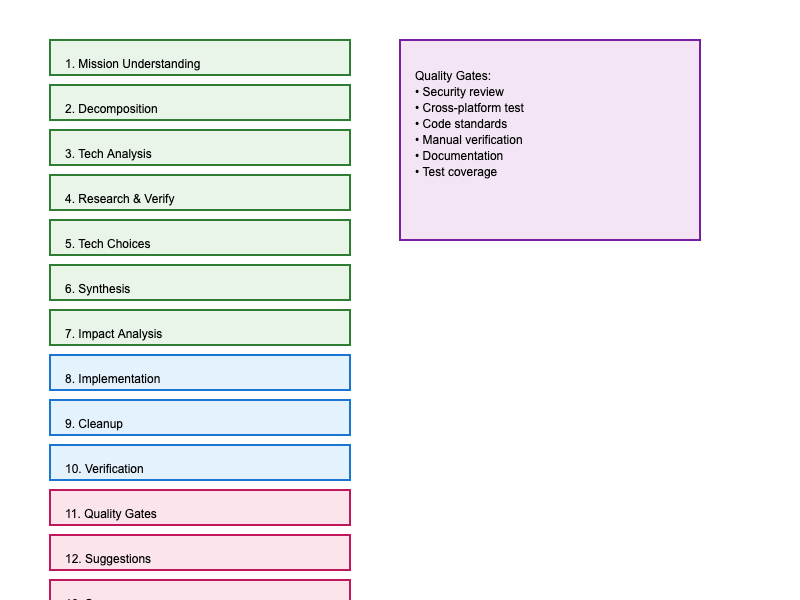 1. Mission Understanding
2. Decomposition
3. Tech Analysis
4. Research & Verify
5. Tech Choices
6. Synthesis
7. Impact Analysis
8. Implementation
9. Cleanup
10. Verification
11. Quality Gates
12. Suggestions
Quality Gates:
• Security review
• Cross-platform test
• Code standards
• Manual verification
• Documentation
• Test coverage